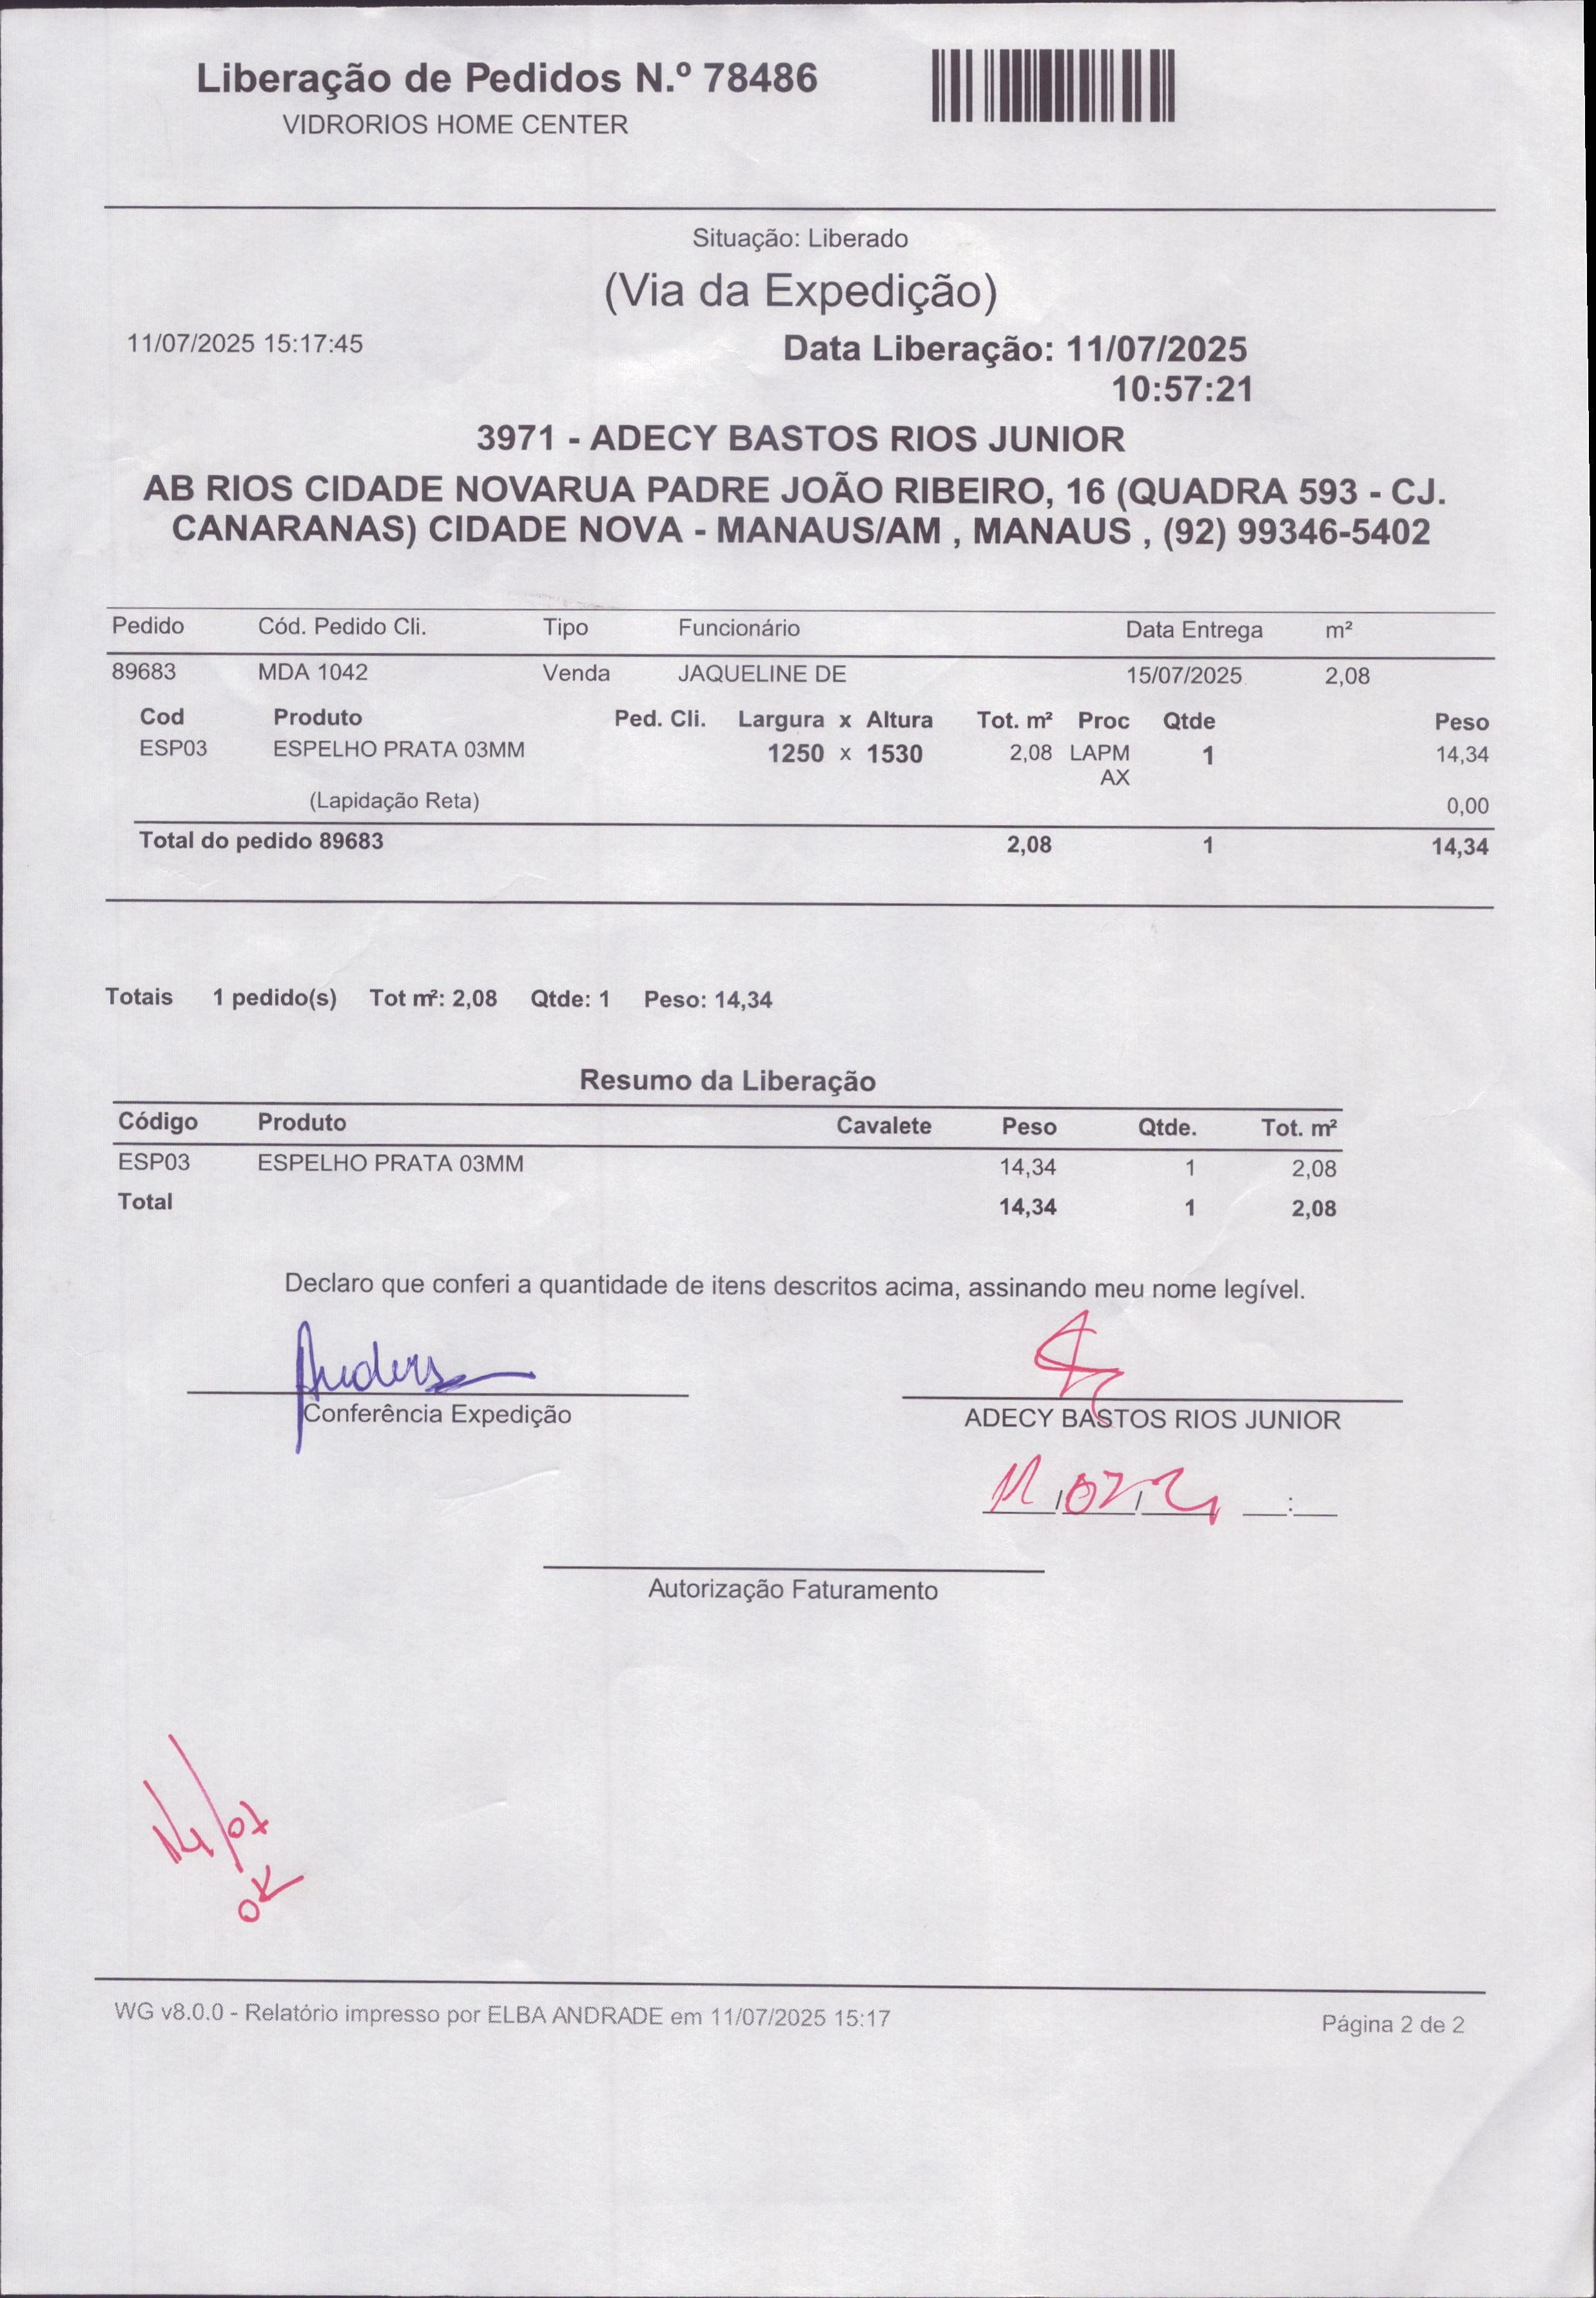 Liberação de Pedidos N.º 78486
VIDRORIOS HOME CENTER
Situação: Liberado
(Via da Expedição)
11/07/2025 15:17:45
Data Liberação: 11/07/2025
10:57:21
3971 - ADECY BASTOS RIOS JUNIOR
AB RIOS CIDADE NOVARUA PADRE JOÃO RIBEIRO, 16 (QUADRA 593 - CJ.
CANARANAS) CIDADE NOVA - MANAUS/AM , MANAUS , (92) 99346-5402
Pedido Cód. Pedido Cli. Tipo Funcionário Data Entrega m²
89683 MDA 1042 Venda JAQUELINE DE 15/07/2025 2,08
Cod Produto Ped. Cli. Largura x Altura Tot. m² Proc Qtde Peso
ESP03 ESPELHO PRATA 03MM 1250 x 1530 2,08 LAPM 1 14,34
AX
(Lapidação Reta) 0,00
Total do pedido 89683 2,08 1 14,34
Totais 1 pedido(s) Tot m²: 2,08 Qtde: 1 Peso: 14,34
Resumo da Liberação
Código Produto Cavalete Peso Qtde. Tot. m²
ESP03 ESPELHO PRATA 03MM 14,34 1 2,08
Total 14,34 1 2,08
Declaro que conferi a quantidade de itens descritos acima, assinando meu nome legível.
Conferência Expedição
ADECY BASTOS RIOS JUNIOR
Autorização Faturamento
14/07
OK
WG v8.0.0 - Relatório impresso por ELBA ANDRADE em 11/07/2025 15:17
Página 2 de 2